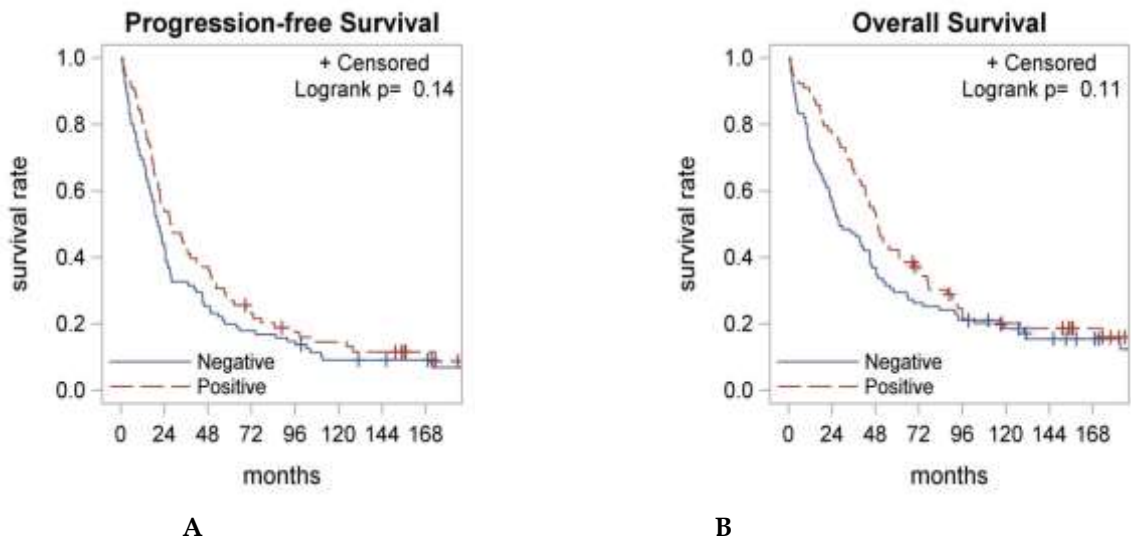 Progression-free Survival
1.0
0.8
0.6
0.4
0.2
0.0
survival rate
+ Censored
Logrank p= 0.14
Negative
Positive
0 24 48 72 96 120 144 168
months
A
Overall Survival
1.0
0.8
0.6
0.4
0.2
0.0
survival rate
+ Censored
Logrank p= 0.11
Negative
Positive
0 24 48 72 96 120 144 168
months
B